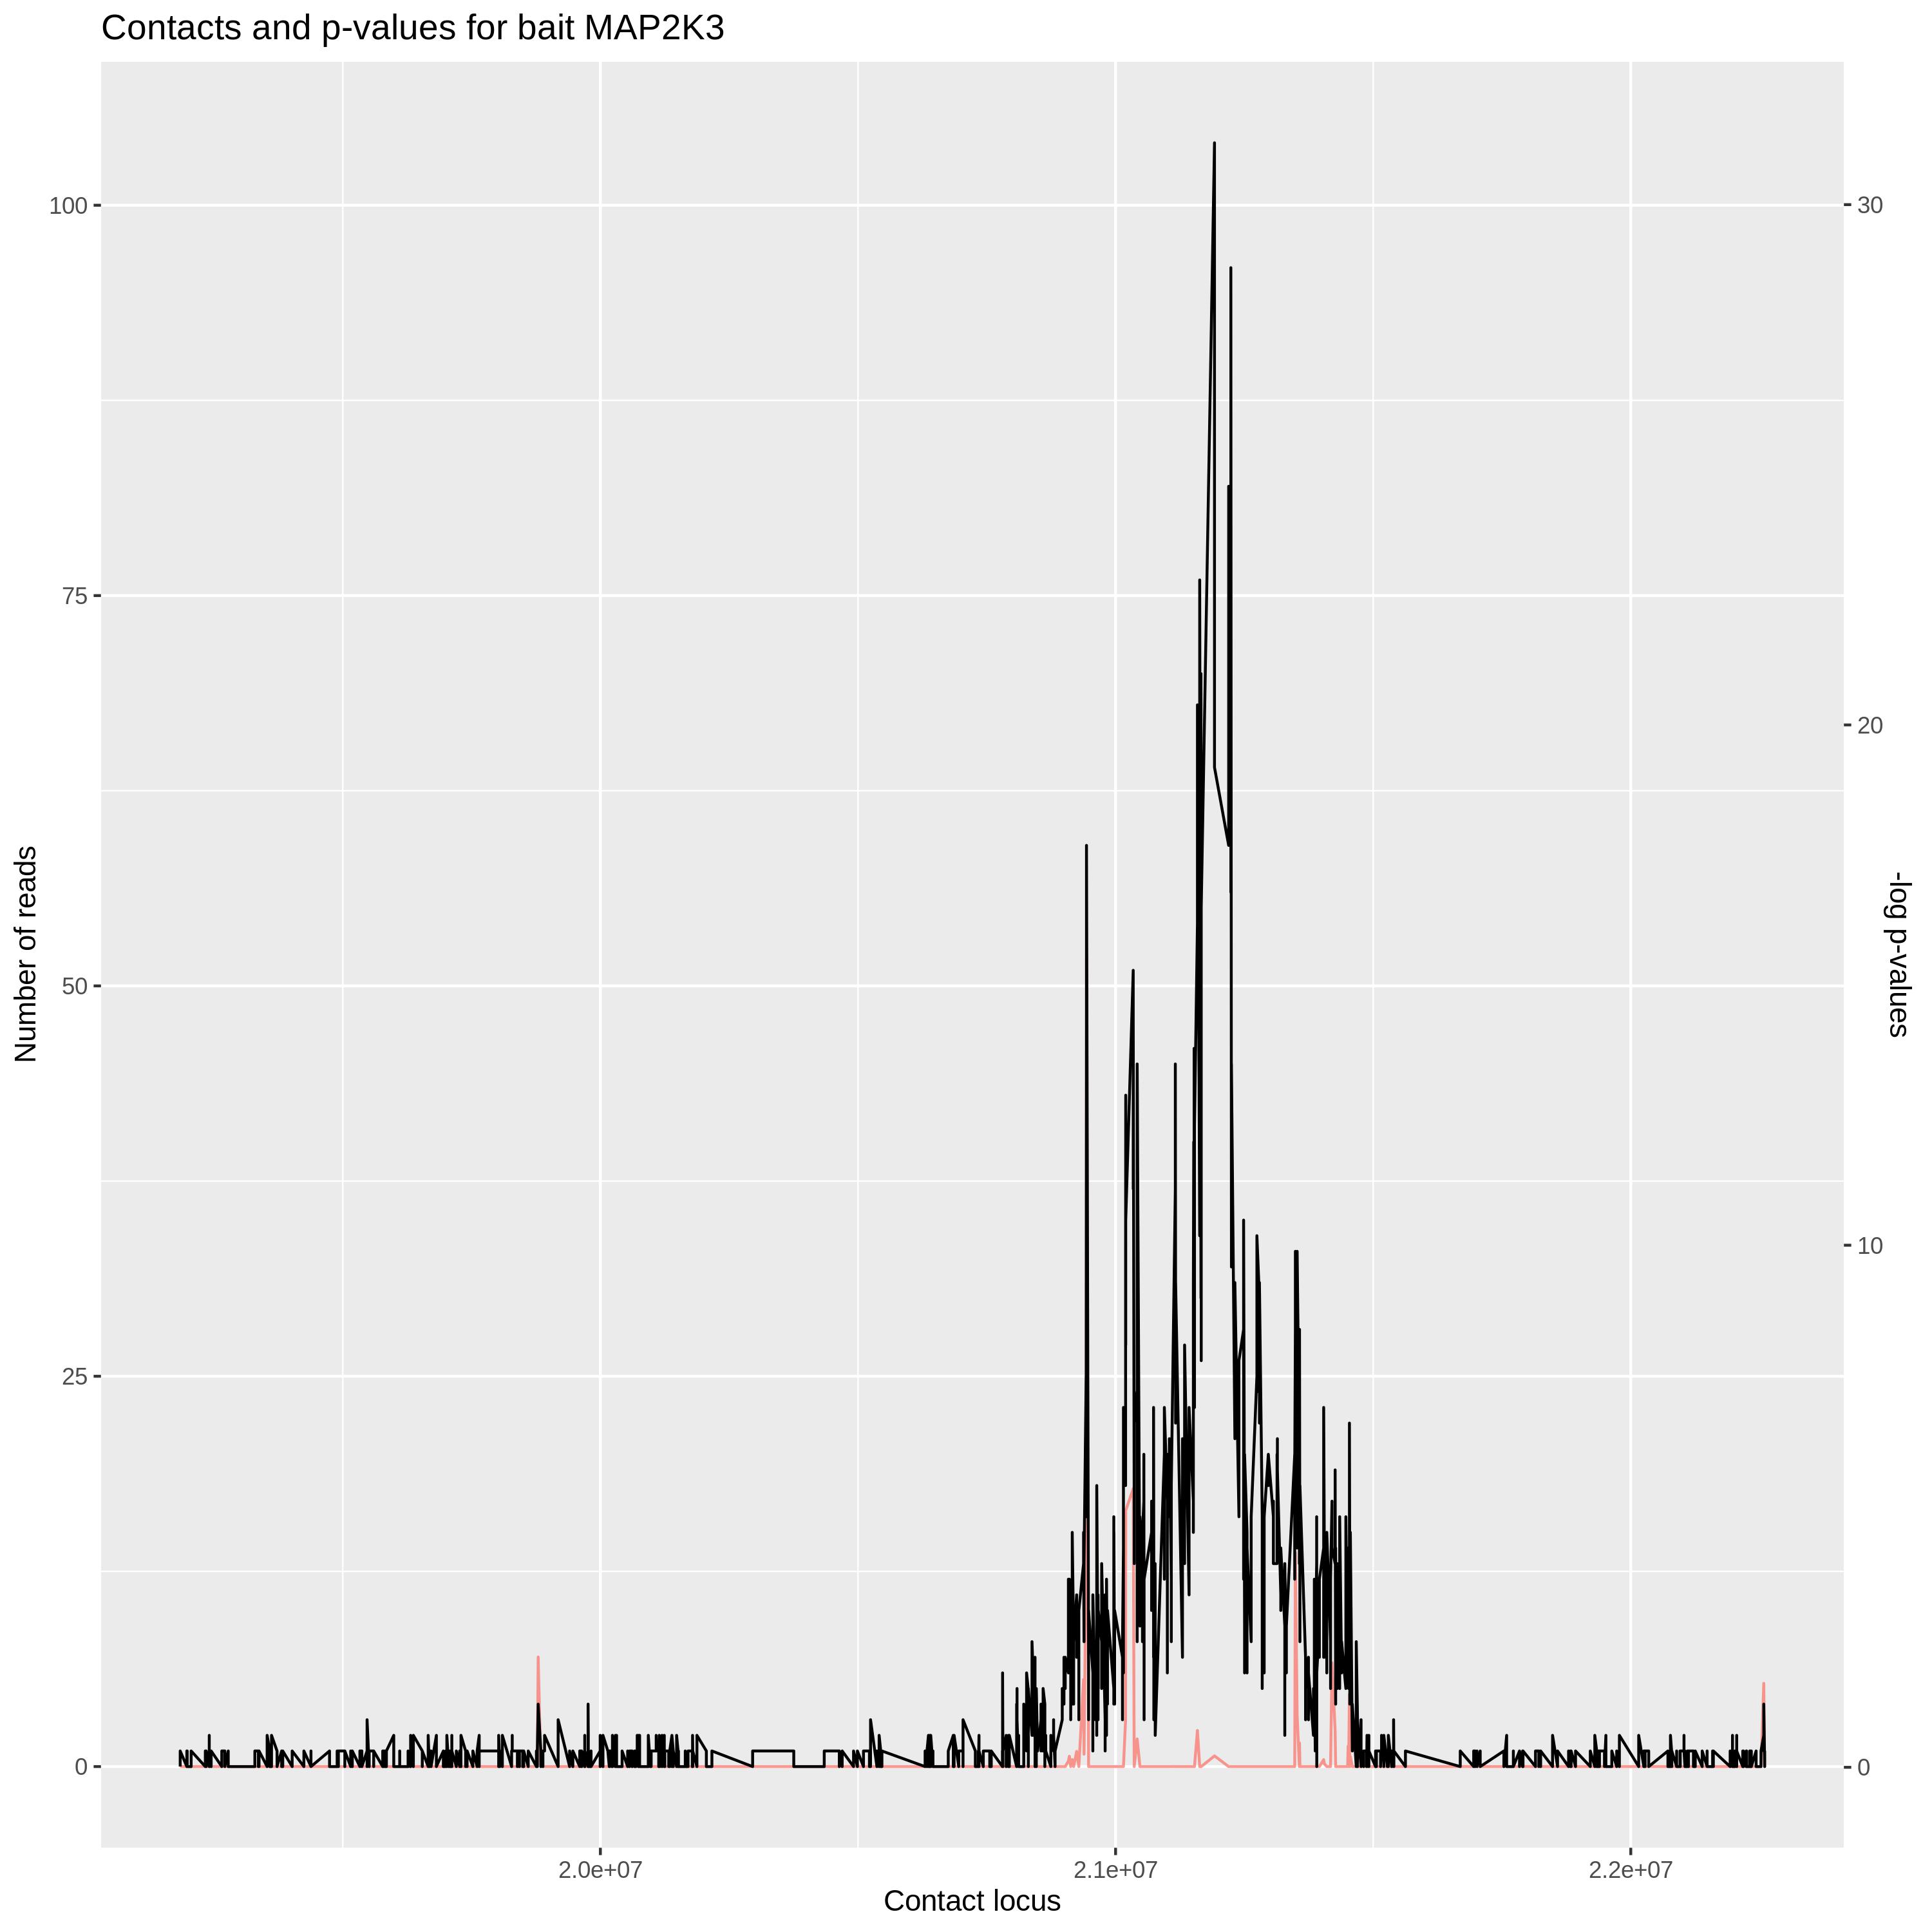 Contacts and p-values for bait MAP2K3
Number of reads
100
75
50
25
0
30
20
10
0
-log p-values
2.0e+07
2.1e+07
2.2e+07
Contact locus